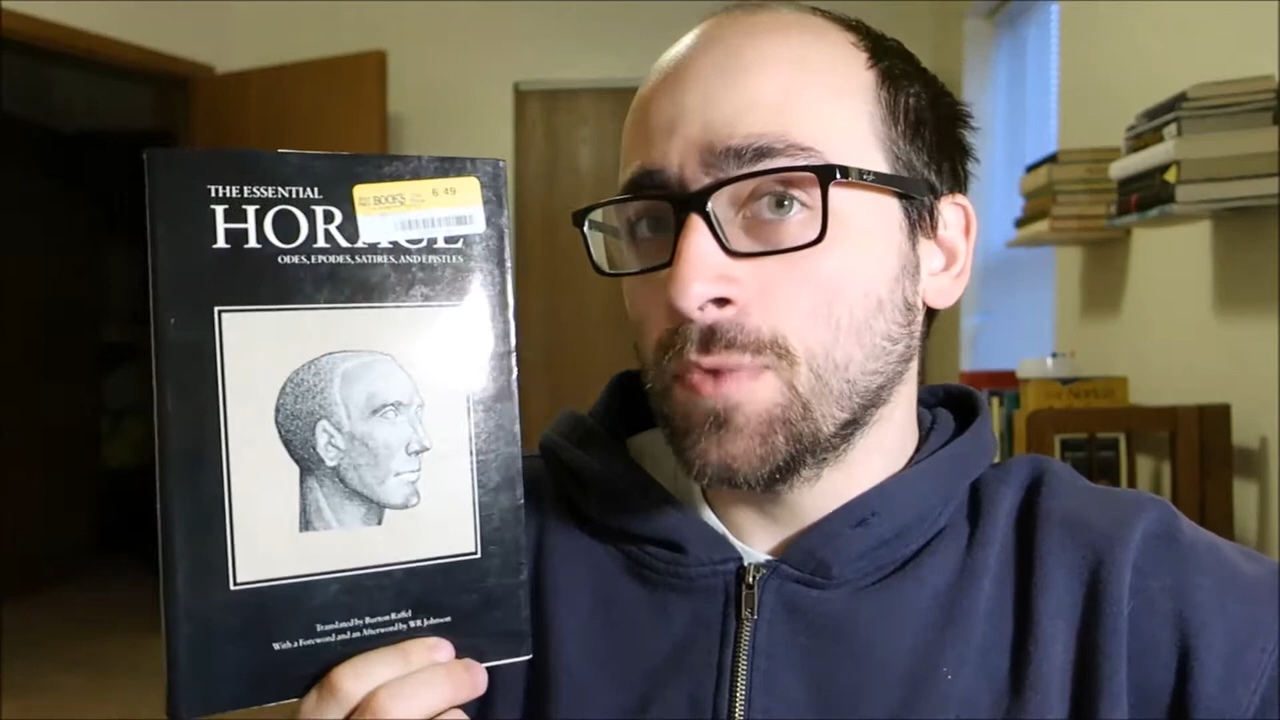 THE ESSENTIAL
HORACE
BOOKS 6.49
ODES, EPODES, SATIRES, AND EPISTLES
Translated by Burton Raffel
With a Foreword and an Afterword by WR Johnson